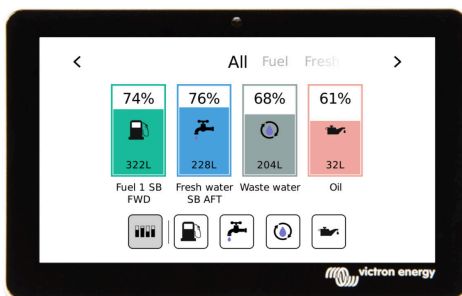 All Fuel Fresh
74% 76% 68% 61%
322L 228L 204L 32L
Fuel 1 SB Fresh water Waste water Oil
FWD SB AFT
victron energy